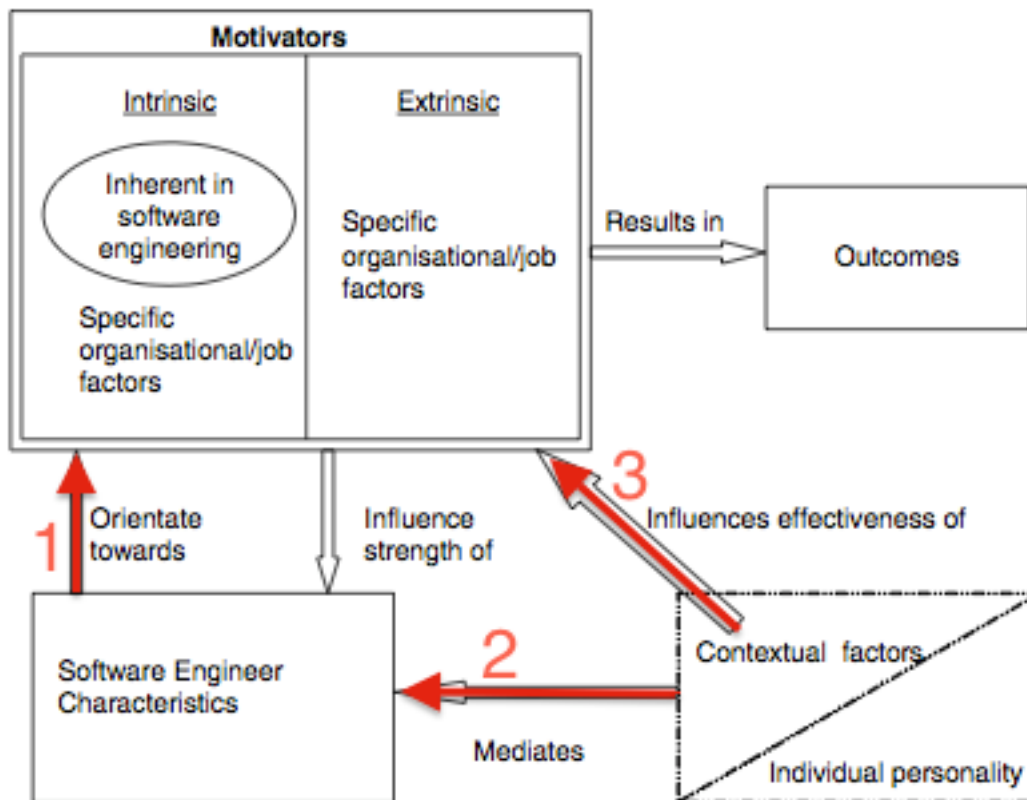 Motivators
Intrinsic
Extrinsic
Inherent in
software
engineering
Specific
organisational/job
factors
Specific
organisational/job
factors
Results in
Outcomes
1
Orientate
towards
Influence
strength of
3
Influences effectiveness of
Software Engineer
Characteristics
2
Mediates
Contextual factors
Individual personality